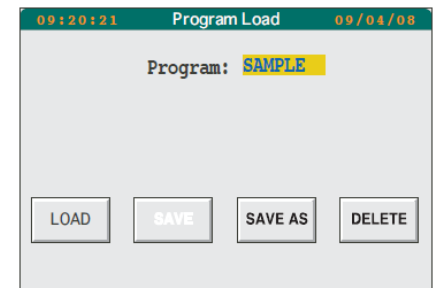 09:20:21 Program Load 09/04/08
Program: SAMPLE
LOAD SAVE SAVE AS DELETE